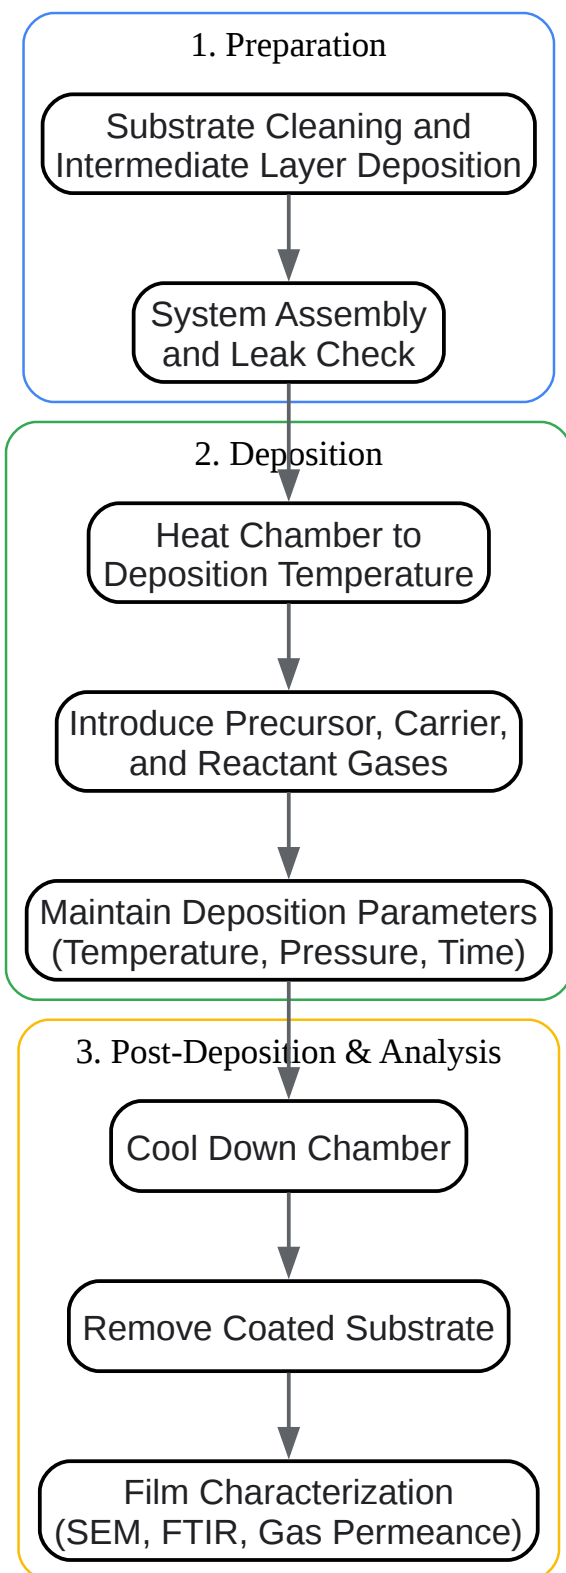 1. Preparation
Substrate Cleaning and
Intermediate Layer Deposition
System Assembly
and Leak Check
2. Deposition
Heat Chamber to
Deposition Temperature
Introduce Precursor, Carrier,
and Reactant Gases
Maintain Deposition Parameters
(Temperature, Pressure, Time)
3. Post-Deposition & Analysis
Cool Down Chamber
Remove Coated Substrate
Film Characterization
(SEM, FTIR, Gas Permeance)